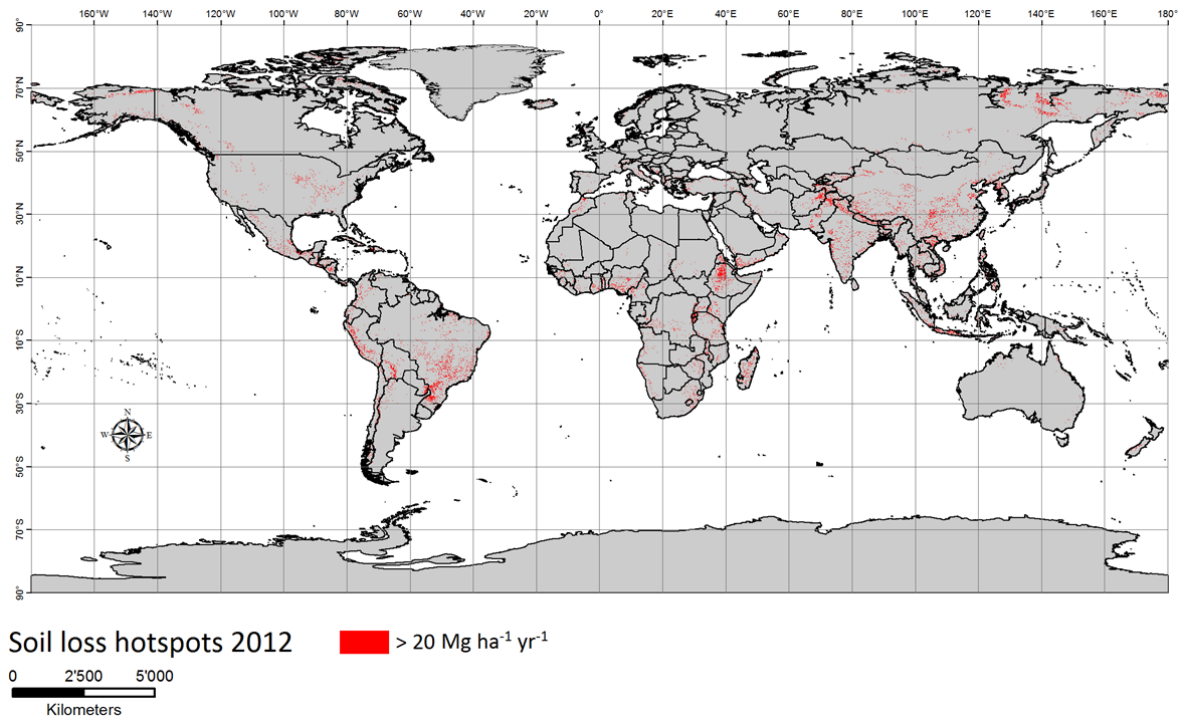 160°W 140°W 120°W 100°W 80°W 60°W 40°W 20°W 0° 20°E 40°E 60°E 80°E 100°E 120°E 140°E 160°E 180°
90°
70°N
50°N
30°N
10°N
10°S
30°S
50°S
70°S
90°
N
W E
S
Soil loss hotspots 2012
> 20 Mg ha⁻¹ yr⁻¹
0 2'500 5'000
Kilometers